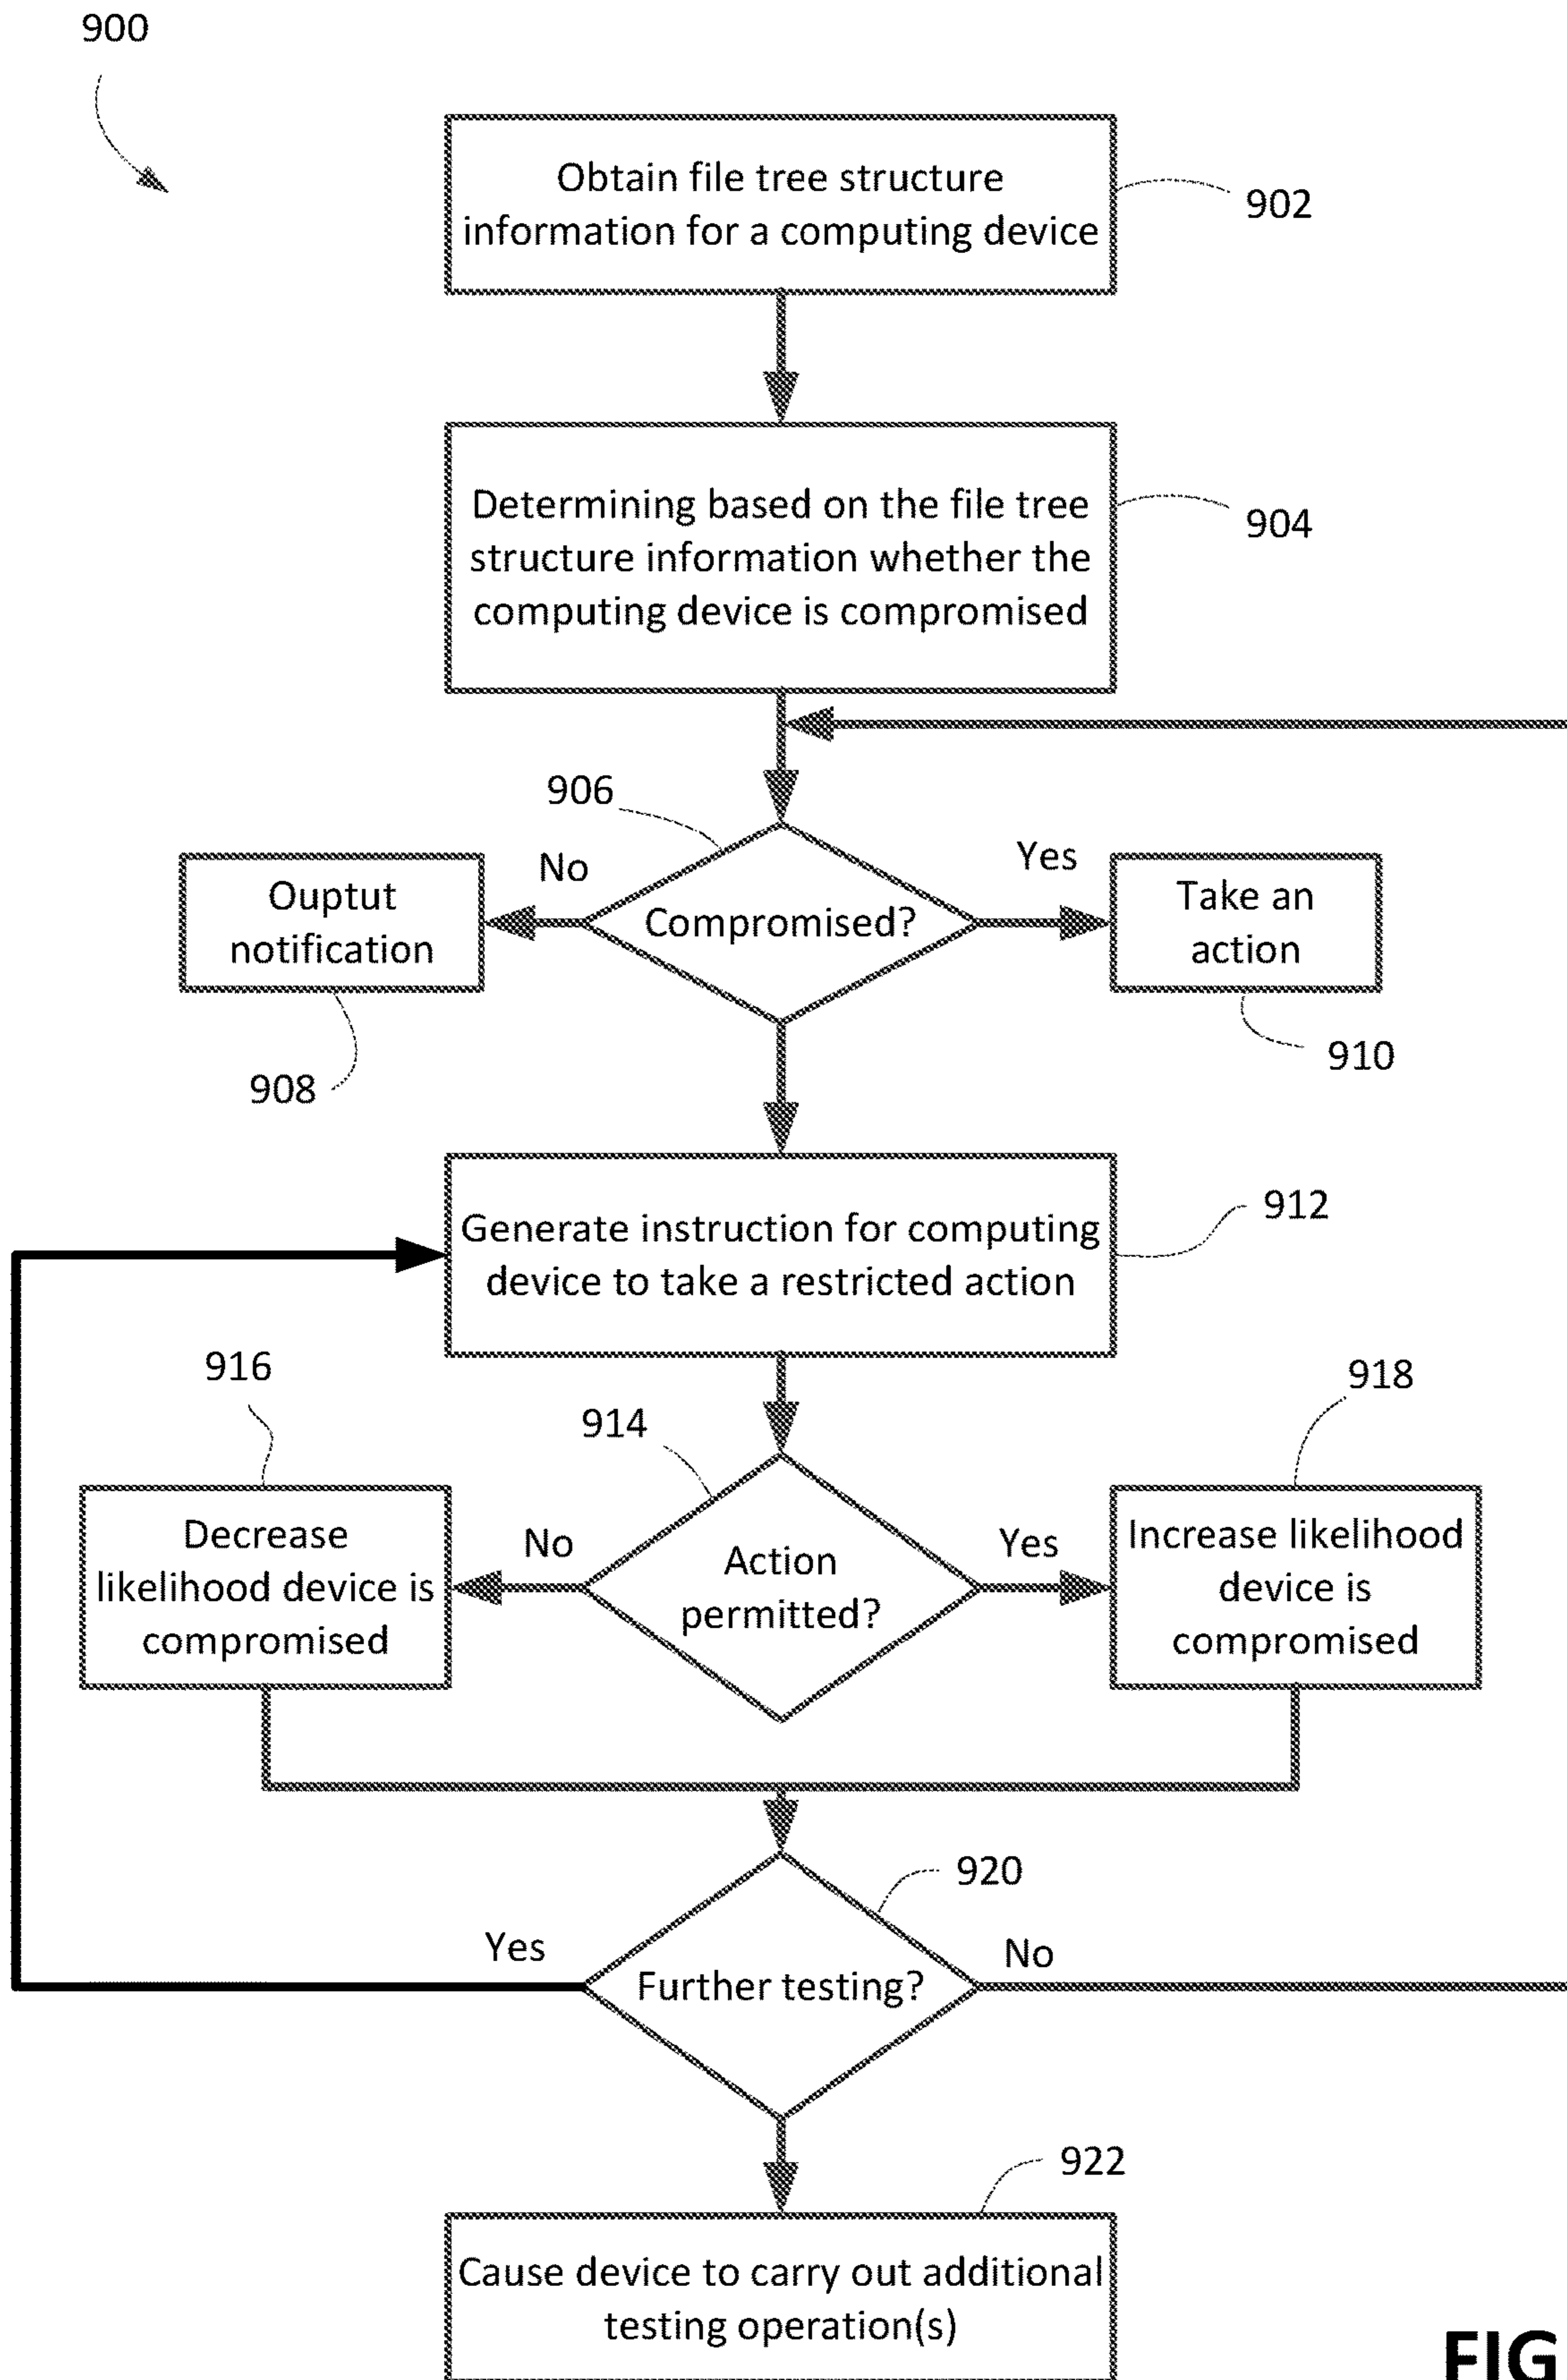 900
Obtain file tree structure
information for a computing device
902
Determining based on the file tree
structure information whether the
computing device is compromised
904
906
No
Yes
Ouptut
notification
Compromised?
Take an
action
908
910
Generate instruction for computing
device to take a restricted action
912
916
914
918
Decrease
likelihood device is
compromised
No
Action
permitted?
Yes
Increase likelihood
device is
compromised
920
Yes
Further testing?
No
922
Cause device to carry out additional
testing operation(s)
FIG